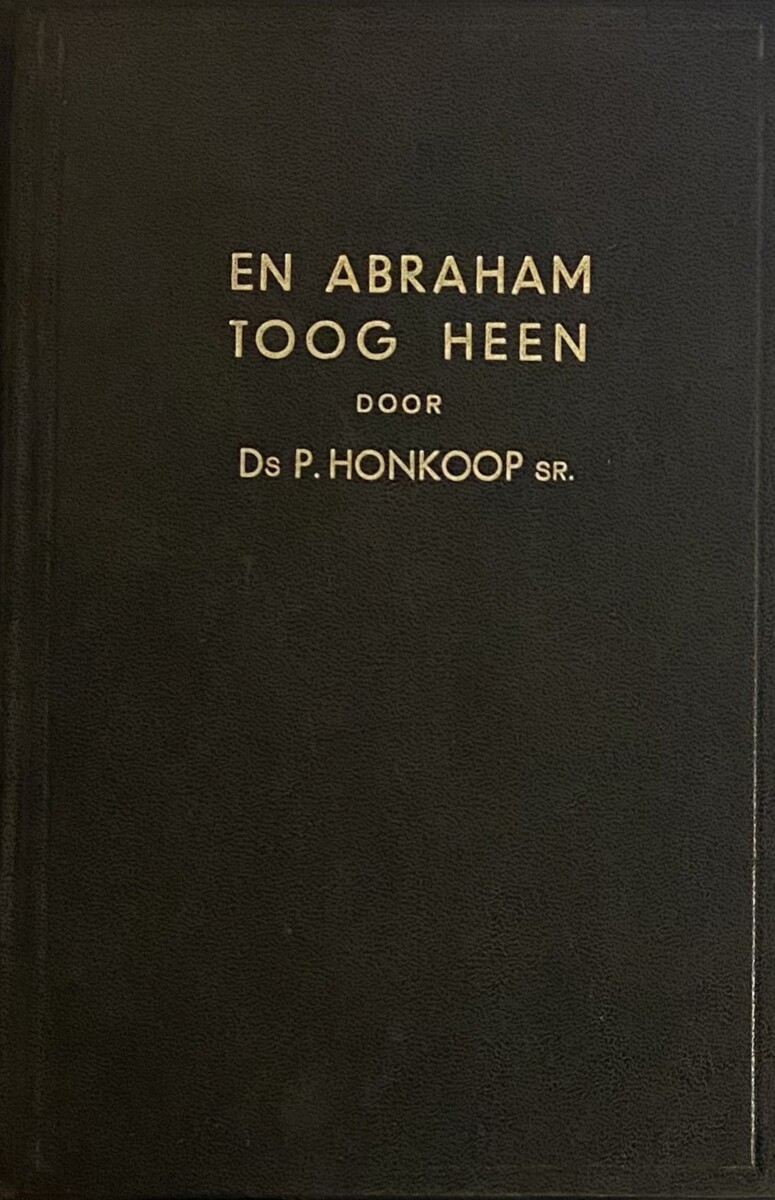 EN ABRAHAM
TOOG HEEN
DOOR
Ds P. HONKOOP SR.